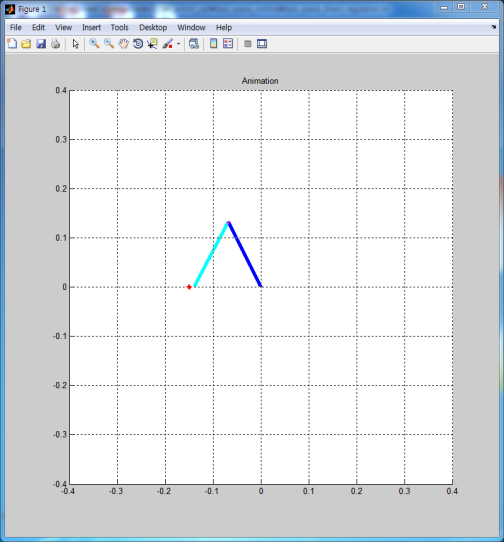 Figure 1
File Edit View Insert Tools Desktop Window Help
Animation
0.4
0.3
0.2
0.1
0
-0.1
-0.2
-0.3
-0.4
-0.4 -0.3 -0.2 -0.1 0 0.1 0.2 0.3 0.4